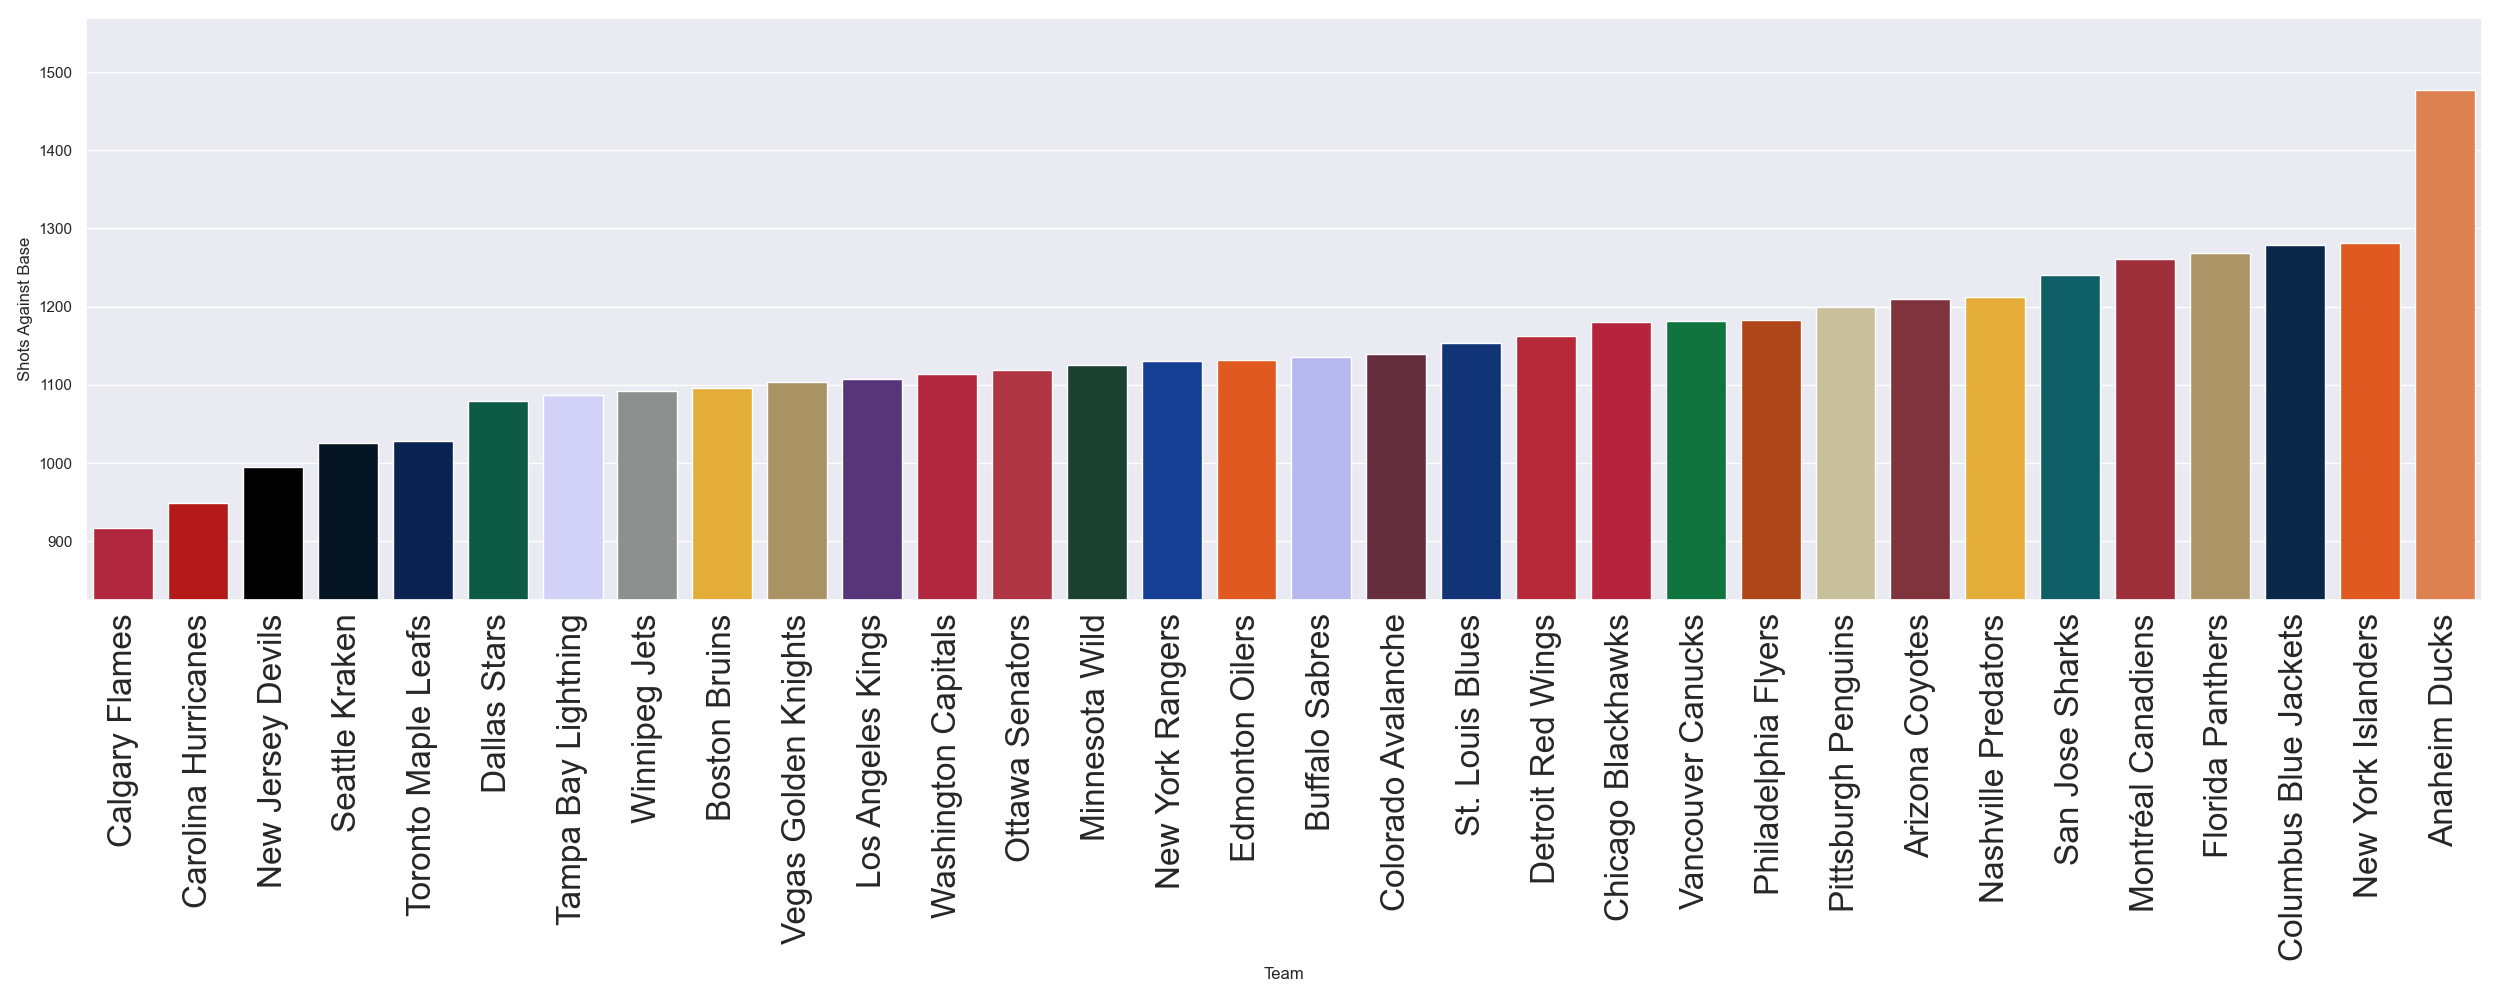 1500
1400
1300
1200
1100
1000
900
Shots Against Base
Calgary Flames
Carolina Hurricanes
New Jersey Devils
Seattle Kraken
Toronto Maple Leafs
Dallas Stars
Tampa Bay Lightning
Winnipeg Jets
Boston Bruins
Vegas Golden Knights
Los Angeles Kings
Washington Capitals
Ottawa Senators
Minnesota Wild
New York Rangers
Edmonton Oilers
Buffalo Sabres
Colorado Avalanche
St. Louis Blues
Detroit Red Wings
Chicago Blackhawks
Vancouver Canucks
Philadelphia Flyers
Pittsburgh Penguins
Arizona Coyotes
Nashville Predators
San Jose Sharks
Montréal Canadiens
Florida Panthers
Columbus Blue Jackets
New York Islanders
Anaheim Ducks
Team